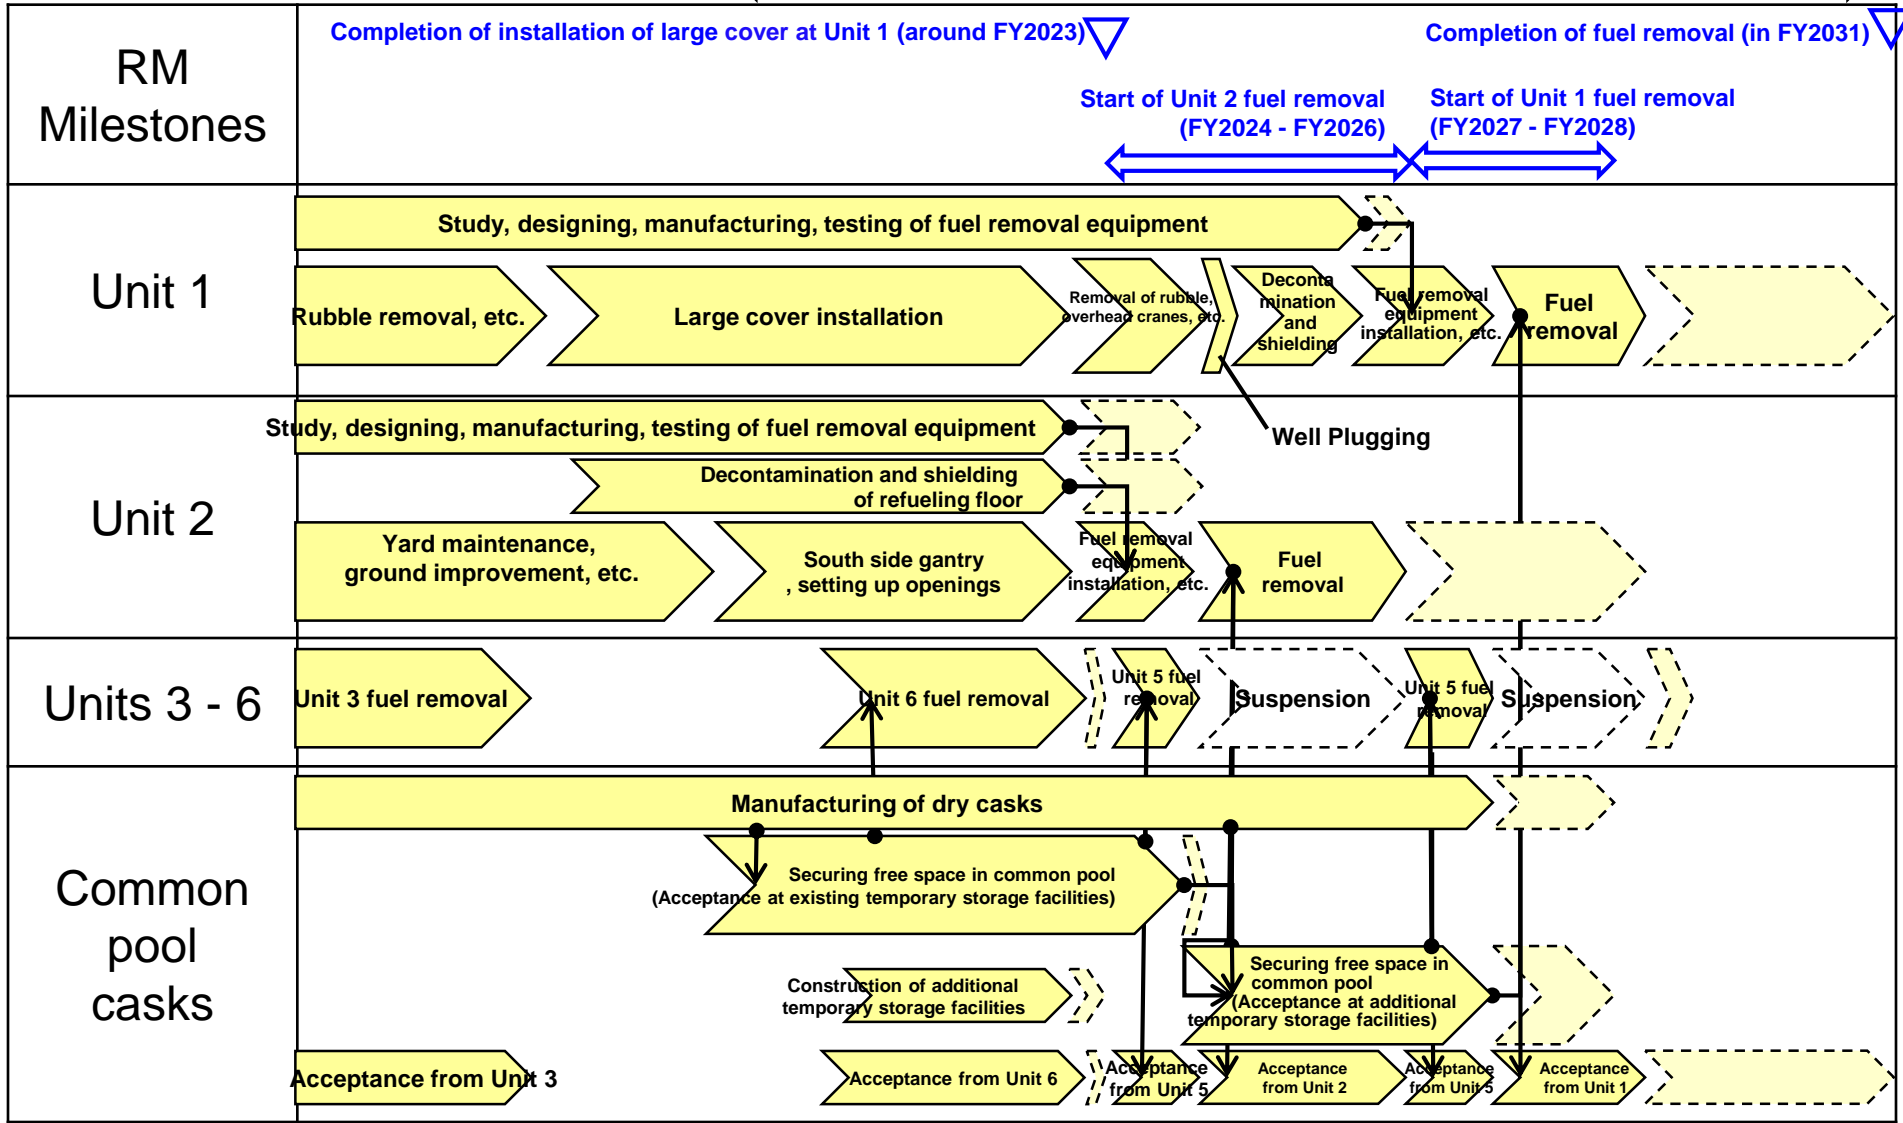 Completion of installation of large cover at Unit 1 (around FY2023)
Completion of fuel removal (in FY2031)
RM
Milestones
Start of Unit 2 fuel removal
(FY2024 - FY2026)
Start of Unit 1 fuel removal
(FY2027 - FY2028)
Unit 1
Study, designing, manufacturing, testing of fuel removal equipment
Rubble removal, etc.
Large cover installation
Removal of rubble,
overhead cranes, etc.
Deconta
mination
and
shielding
Fuel removal
equipment
installation, etc.
Fuel
removal
Well Plugging
Unit 2
Study, designing, manufacturing, testing of fuel removal equipment
Decontamination and shielding
of refueling floor
Yard maintenance,
ground improvement, etc.
South side gantry
, setting up openings
Fuel removal
equipment
installation, etc.
Fuel
removal
Units 3 - 6
Unit 3 fuel removal
Unit 6 fuel removal
Unit 5 fuel
removal
Suspension
Unit 5 fuel
removal
Suspension
Common
pool
casks
Manufacturing of dry casks
Securing free space in common pool
(Acceptance at existing temporary storage facilities)
Construction of additional
temporary storage facilities
Securing free space in
common pool
(Acceptance at additional
temporary storage facilities)
Acceptance from Unit 3
Acceptance from Unit 6
Acceptance
from Unit 5
Acceptance
from Unit 2
Acceptance
from Unit 5
Acceptance
from Unit 1